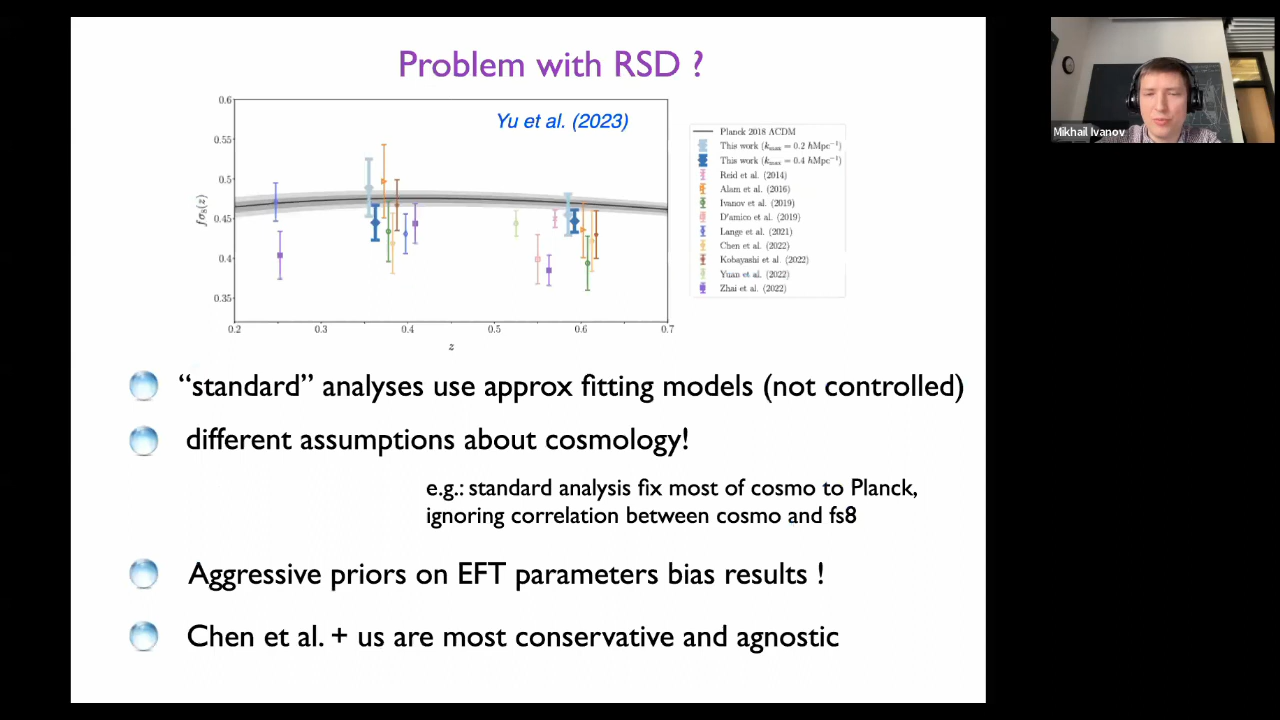 Problem with RSD ?
Yu et al. (2023)
0.6
0.55
0.5
0.45
0.4
0.35
fσ₈(z)
0.2 0.3 0.4 0.5 0.6 0.7
z
Planck 2018 ΛCDM
This work (kmax = 0.2 hMpc⁻¹)
This work (kmax = 0.4 hMpc⁻¹)
Reid et al. (2014)
Alam et al. (2016)
Ivanov et al. (2019)
D'amico et al. (2019)
Lange et al. (2021)
Chen et al. (2022)
Kobayashi et al. (2022)
Yuan et al. (2022)
Zhai et al. (2022)
Mikhail Ivanov
“standard” analyses use approx fitting models (not controlled)
different assumptions about cosmology!
e.g.: standard analysis fix most of cosmo to Planck,
ignoring correlation between cosmo and fs8
Aggressive priors on EFT parameters bias results !
Chen et al. + us are most conservative and agnostic